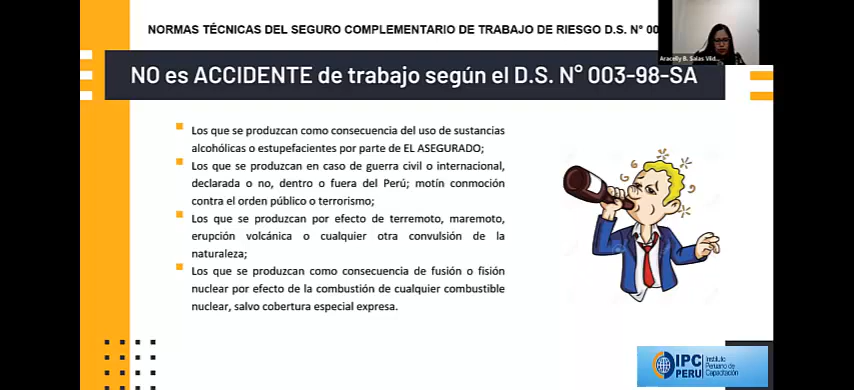 NORMAS TÉCNICAS DEL SEGURO COMPLEMENTARIO DE TRABAJO DE RIESGO D.S. N° 00
Aracelly B. Salas
NO es ACCIDENTE de trabajo según el D.S. N° 003-98-SA
Los que se produzcan como consecuencia del uso de sustancias
alcohólicas o estupefacientes por parte de EL ASEGURADO;
Los que se produzcan en caso de guerra civil o internacional,
declarada o no, dentro o fuera del Perú; motín conmoción
contra el orden público o terrorismo;
Los que se produzcan por efecto de terremoto, maremoto,
erupción volcánica o cualquier otra convulsión de la
naturaleza;
Los que se produzcan como consecuencia de fusión o fisión
nuclear por efecto de la combustión de cualquier combustible
nuclear, salvo cobertura especial expresa.
IPC
PERU
Instituto
Peruano de
Capacitación